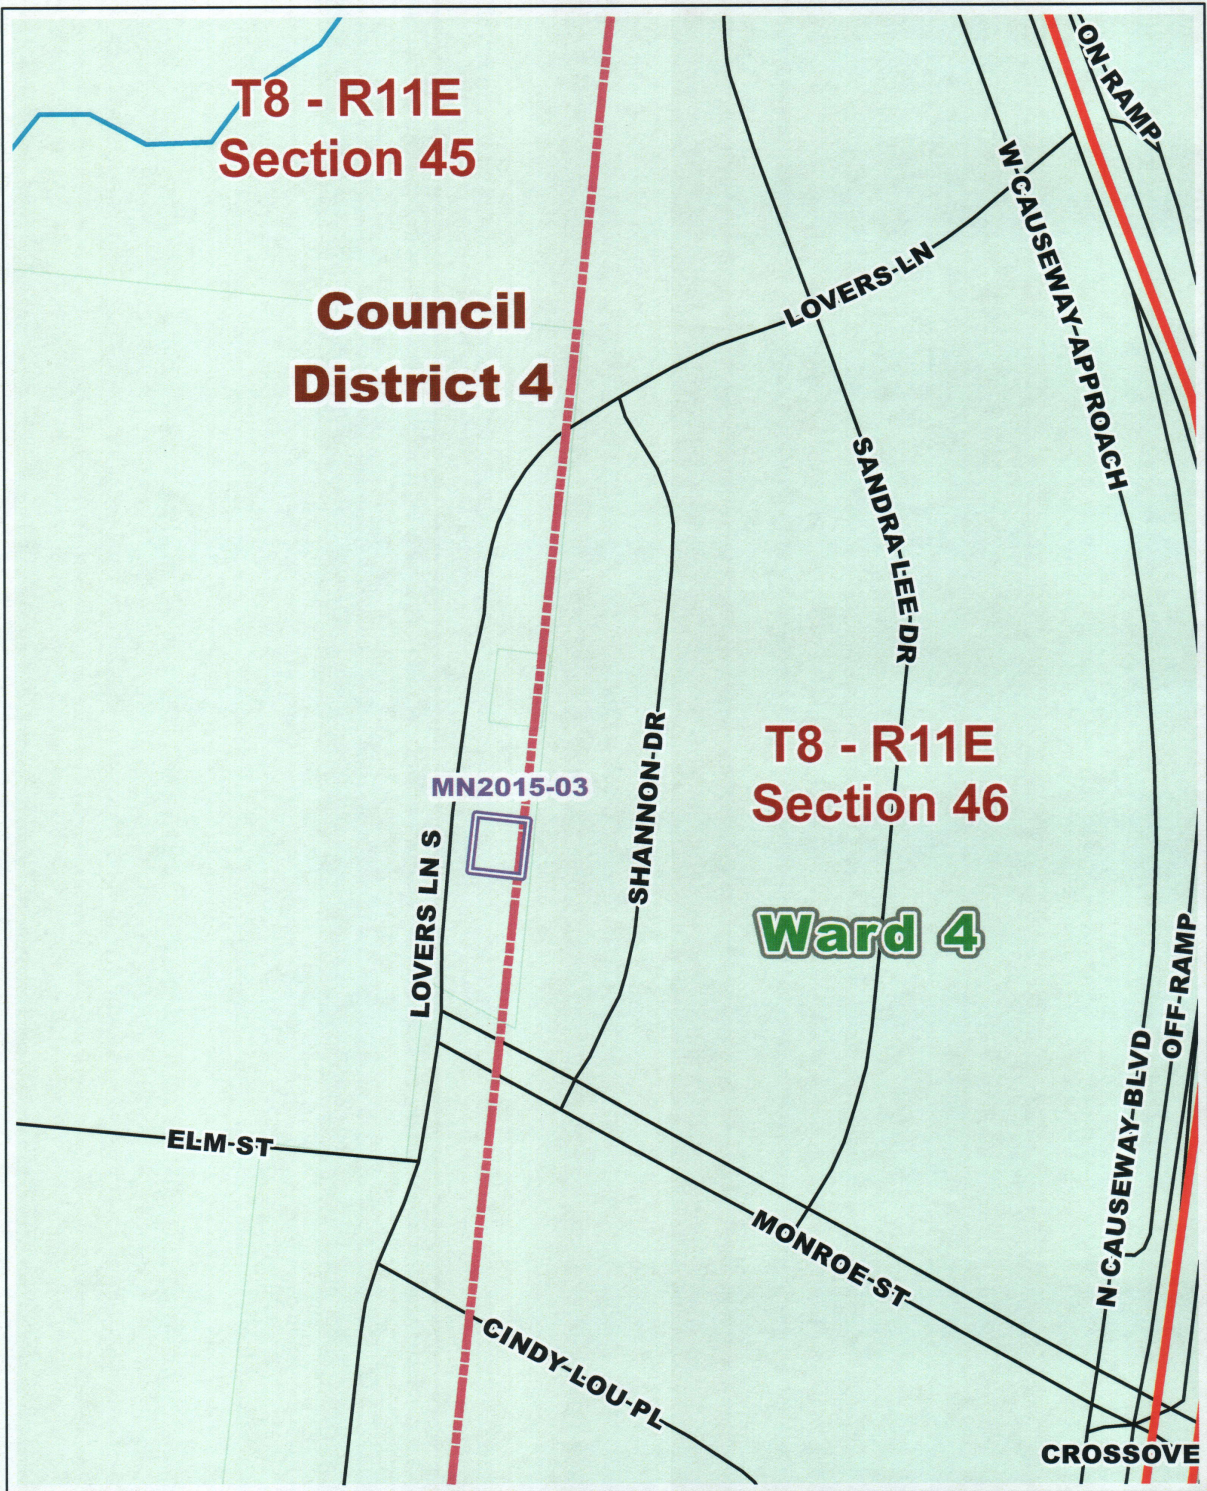 ON-RAMP
T8 - R11E
Section 45
W-CAUSEWAY-APPROACH
LOVERS-LN
Council
District 4
SANDRA-LEE-DR
SHANNON-DR
T8 - R11E
Section 46
MN2015-03
LOVERS LN S
Ward 4
OFF-RAMP
N-CAUSEWAY-BLVD
ELM-ST
MONROE-ST
CINDY-LOU-PL
CROSSOVE